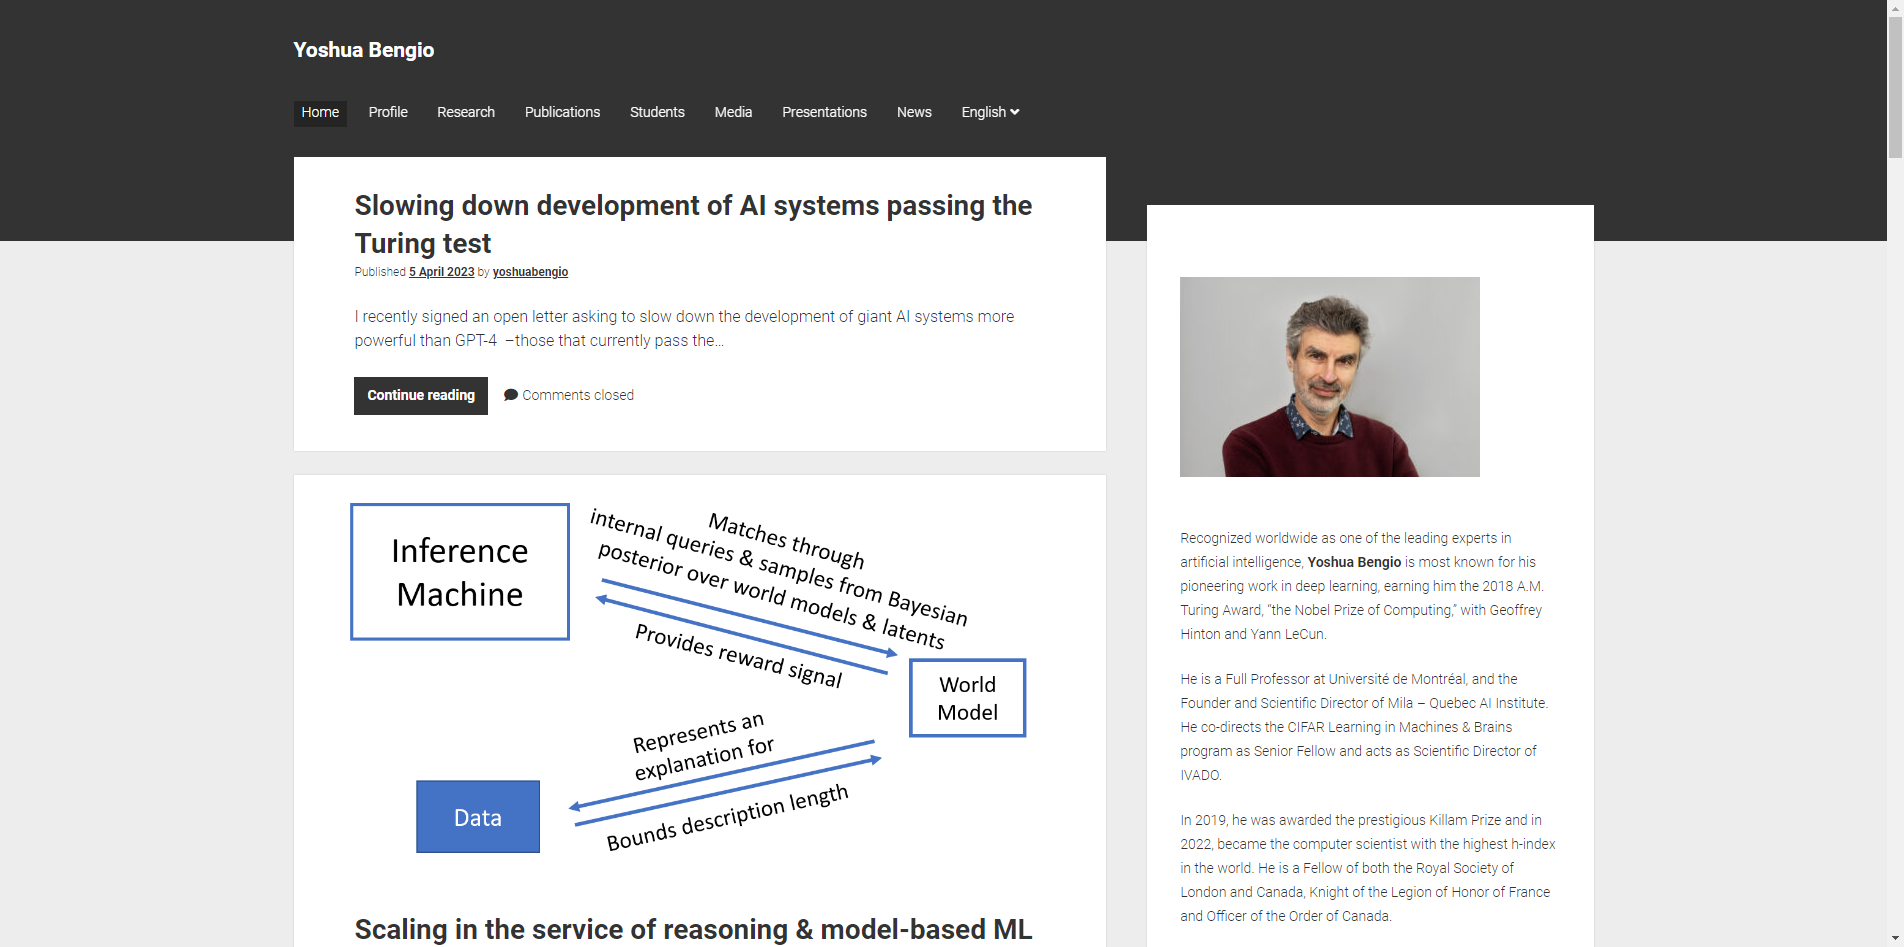 Yoshua Bengio
Home Profile Research Publications Students Media Presentations News English
Slowing down development of AI systems passing the
Turing test
Published 5 April 2023 by yoshuabengio
I recently signed an open letter asking to slow down the development of giant AI systems more
powerful than GPT-4  –those that currently pass the...
Continue reading
Comments closed
Inference
Machine
Matches through
internal queries & samples from Bayesian
posterior over world models & latents
Provides reward signal
World
Model
Represents an
explanation for
Data
Bounds description length
Scaling in the service of reasoning & model-based ML
Recognized worldwide as one of the leading experts in
artificial intelligence, Yoshua Bengio is most known for his
pioneering work in deep learning, earning him the 2018 A.M.
Turing Award, “the Nobel Prize of Computing,” with Geoffrey
Hinton and Yann LeCun.
He is a Full Professor at Université de Montréal, and the
Founder and Scientific Director of Mila – Quebec AI Institute.
He co-directs the CIFAR Learning in Machines & Brains
program as Senior Fellow and acts as Scientific Director of
IVADO.
In 2019, he was awarded the prestigious Killam Prize and in
2022, became the computer scientist with the highest h-index
in the world. He is a Fellow of both the Royal Society of
London and Canada, Knight of the Legion of Honor of France
and Officer of the Order of Canada.